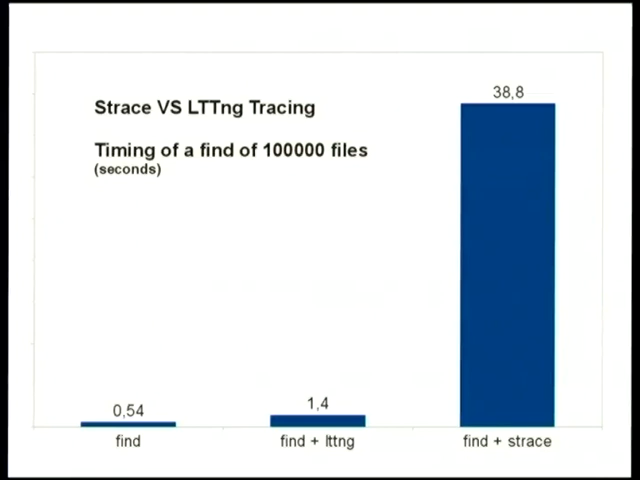 38,8
Strace VS LTTng Tracing
Timing of a find of 100000 files
(seconds)
0,54
1,4
find
find + lttng
find + strace